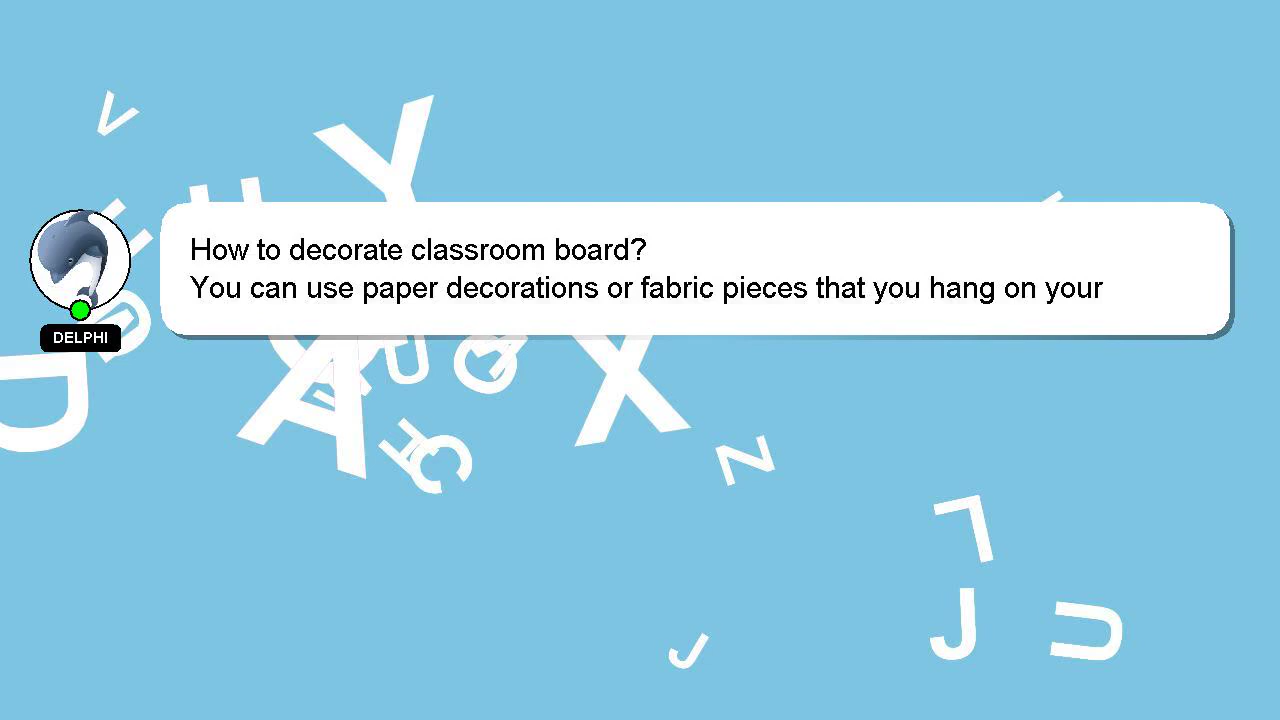 V
Y
How to decorate classroom board?
You can use paper decorations or fabric pieces that you hang on your
DELPHI
D
A
U
X
H
C
Z
L
J
U
J